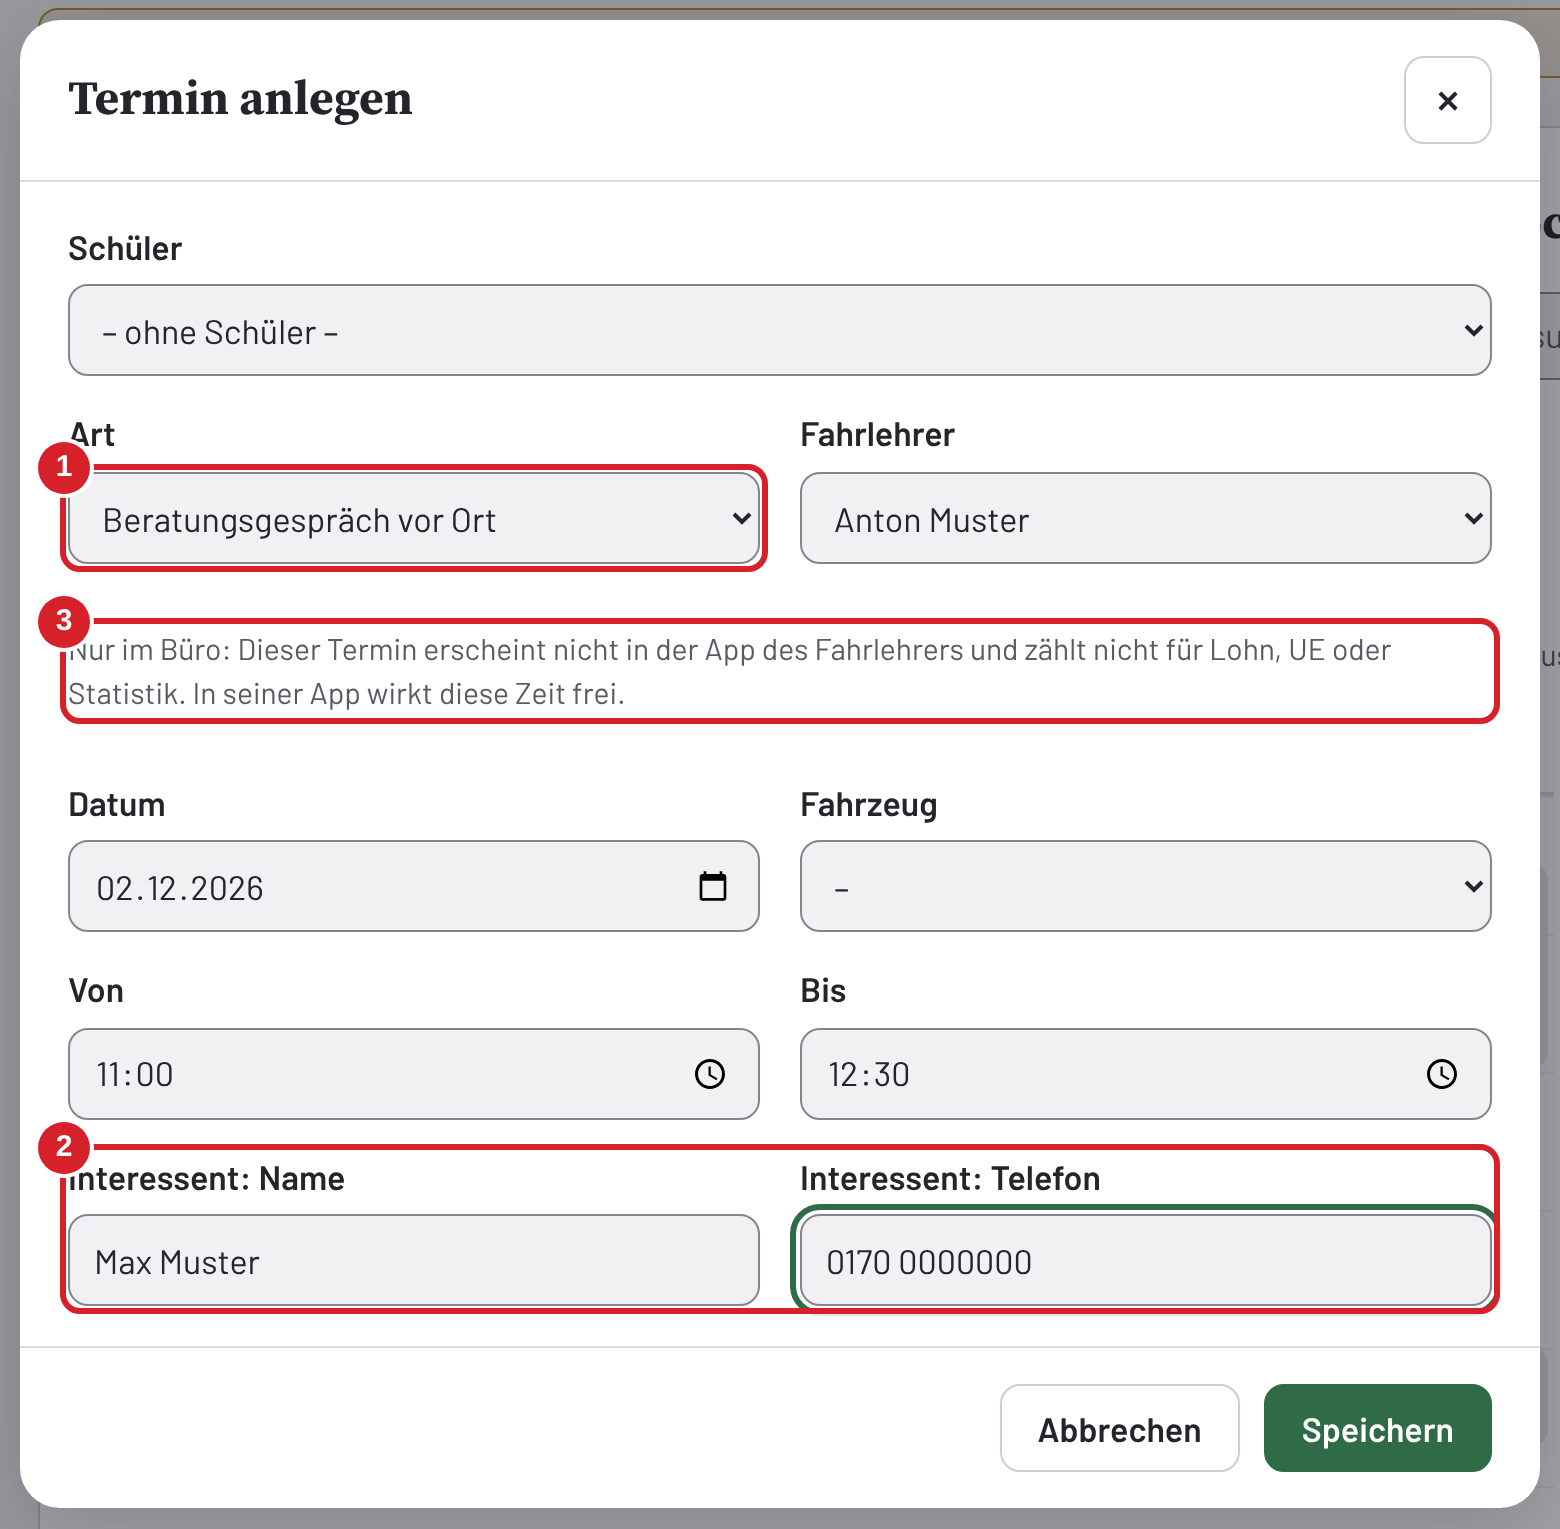 Termin anlegen
Schüler
– ohne Schüler –
Art
Fahrlehrer
1
Beratungsgespräch vor Ort
Anton Muster
3
Nur im Büro: Dieser Termin erscheint nicht in der App des Fahrlehrers und zählt nicht für Lohn, UE oder
Statistik. In seiner App wirkt diese Zeit frei.
Datum
Fahrzeug
02.12.2026
–
Von
Bis
11:00
12:30
2
Interessent: Name
Interessent: Telefon
Max Muster
0170 0000000
Abbrechen
Speichern